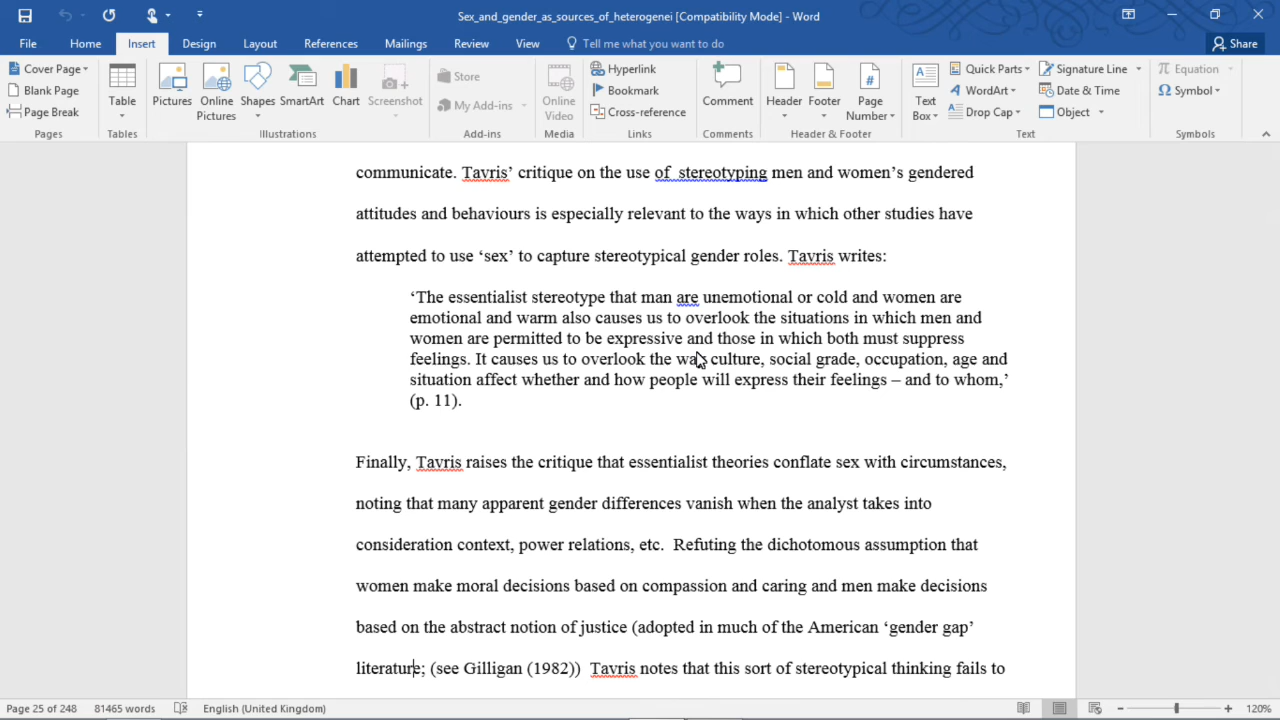 Sex_and_gender_as_sources_of_heterogenei [Compatibility Mode] - Word
File Home Insert Design Layout References Mailings Review View Tell me what you want to do Share
Cover Page
Blank Page
Page Break
Pages
Table
Tables
Pictures
Online Pictures
Shapes
SmartArt
Chart
Screenshot
Illustrations
Store
My Add-ins
Add-ins
Online Video
Media
Hyperlink
Bookmark
Cross-reference
Links
Comment
Comments
Header
Footer
Page Number
Header & Footer
Text Box
Quick Parts
WordArt
Drop Cap
Signature Line
Date & Time
Object
Text
Equation
Symbol
Symbols
communicate. Tavris’ critique on the use of  stereotyping men and women’s gendered
attitudes and behaviours is especially relevant to the ways in which other studies have
attempted to use ‘sex’ to capture stereotypical gender roles. Tavris writes:
‘The essentialist stereotype that man are unemotional or cold and women are
emotional and warm also causes us to overlook the situations in which men and
women are permitted to be expressive and those in which both must suppress
feelings. It causes us to overlook the way culture, social grade, occupation, age and
situation affect whether and how people will express their feelings – and to whom,’
(p. 11).
Finally, Tavris raises the critique that essentialist theories conflate sex with circumstances,
noting that many apparent gender differences vanish when the analyst takes into
consideration context, power relations, etc.  Refuting the dichotomous assumption that
women make moral decisions based on compassion and caring and men make decisions
based on the abstract notion of justice (adopted in much of the American ‘gender gap’
literature; (see Gilligan (1982))  Tavris notes that this sort of stereotypical thinking fails to
Page 25 of 248 81465 words English (United Kingdom) 120%